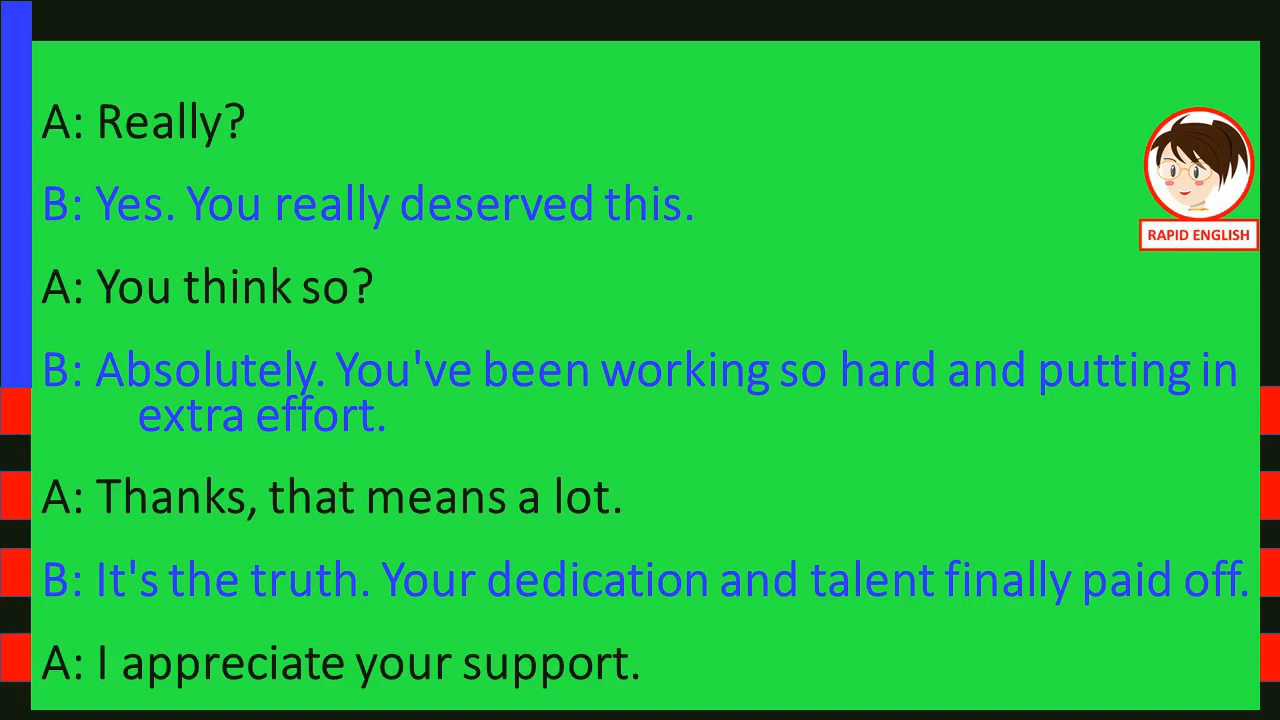 A: Really?
B: Yes. You really deserved this.
RAPID ENGLISH
A: You think so?
B: Absolutely. You've been working so hard and putting in
extra effort.
A: Thanks, that means a lot.
B: It's the truth. Your dedication and talent finally paid off.
A: I appreciate your support.